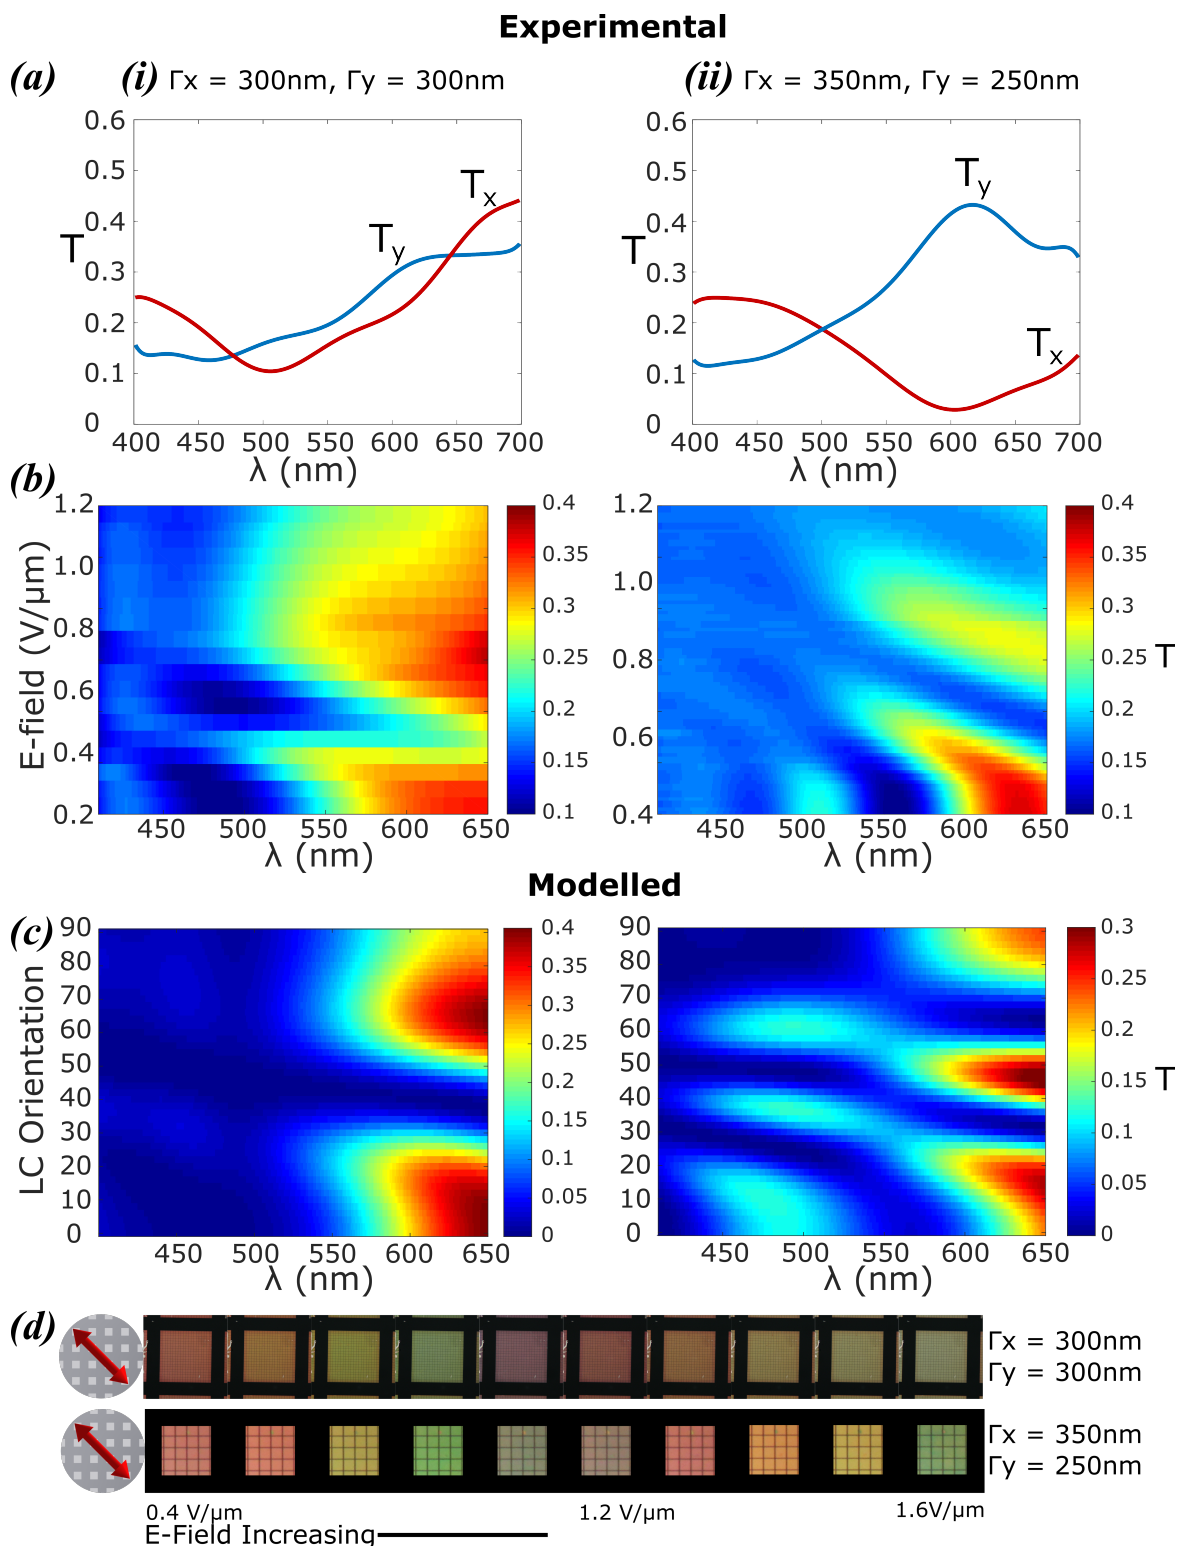 Experimental
(a) (i) Γx = 300nm, Γy = 300nm
(ii) Γx = 350nm, Γy = 250nm
0.6
0.5
0.4
0.3
0.2
0.1
0
T
Tx
Ty
400 450 500 550 600 650 700
λ (nm)
0.6
0.5
0.4
0.3
0.2
0.1
0
T
Ty
Tx
400 450 500 550 600 650 700
λ (nm)
(b)
E-field (V/μm)
1.2
1.0
0.8
0.6
0.4
0.2
450 500 550 600 650
λ (nm)
0.4
0.35
0.3
0.25
0.2
0.15
0.1
1.2
1.0
0.8
0.6
0.4
450 500 550 600 650
λ (nm)
0.4
0.35
0.3
0.25
0.2
0.15
0.1
T
Modelled
(c)
LC Orientation
90
80
70
60
50
40
30
20
10
0
450 500 550 600 650
λ (nm)
0.4
0.35
0.3
0.25
0.2
0.15
0.1
0.05
0
90
80
70
60
50
40
30
20
10
0
450 500 550 600 650
λ (nm)
0.3
0.25
0.2
0.15
0.1
0.05
0
T
(d)
Γx = 300nm
Γy = 300nm
Γx = 350nm
Γy = 250nm
0.4 V/μm 1.2 V/μm 1.6V/μm
E-Field Increasing